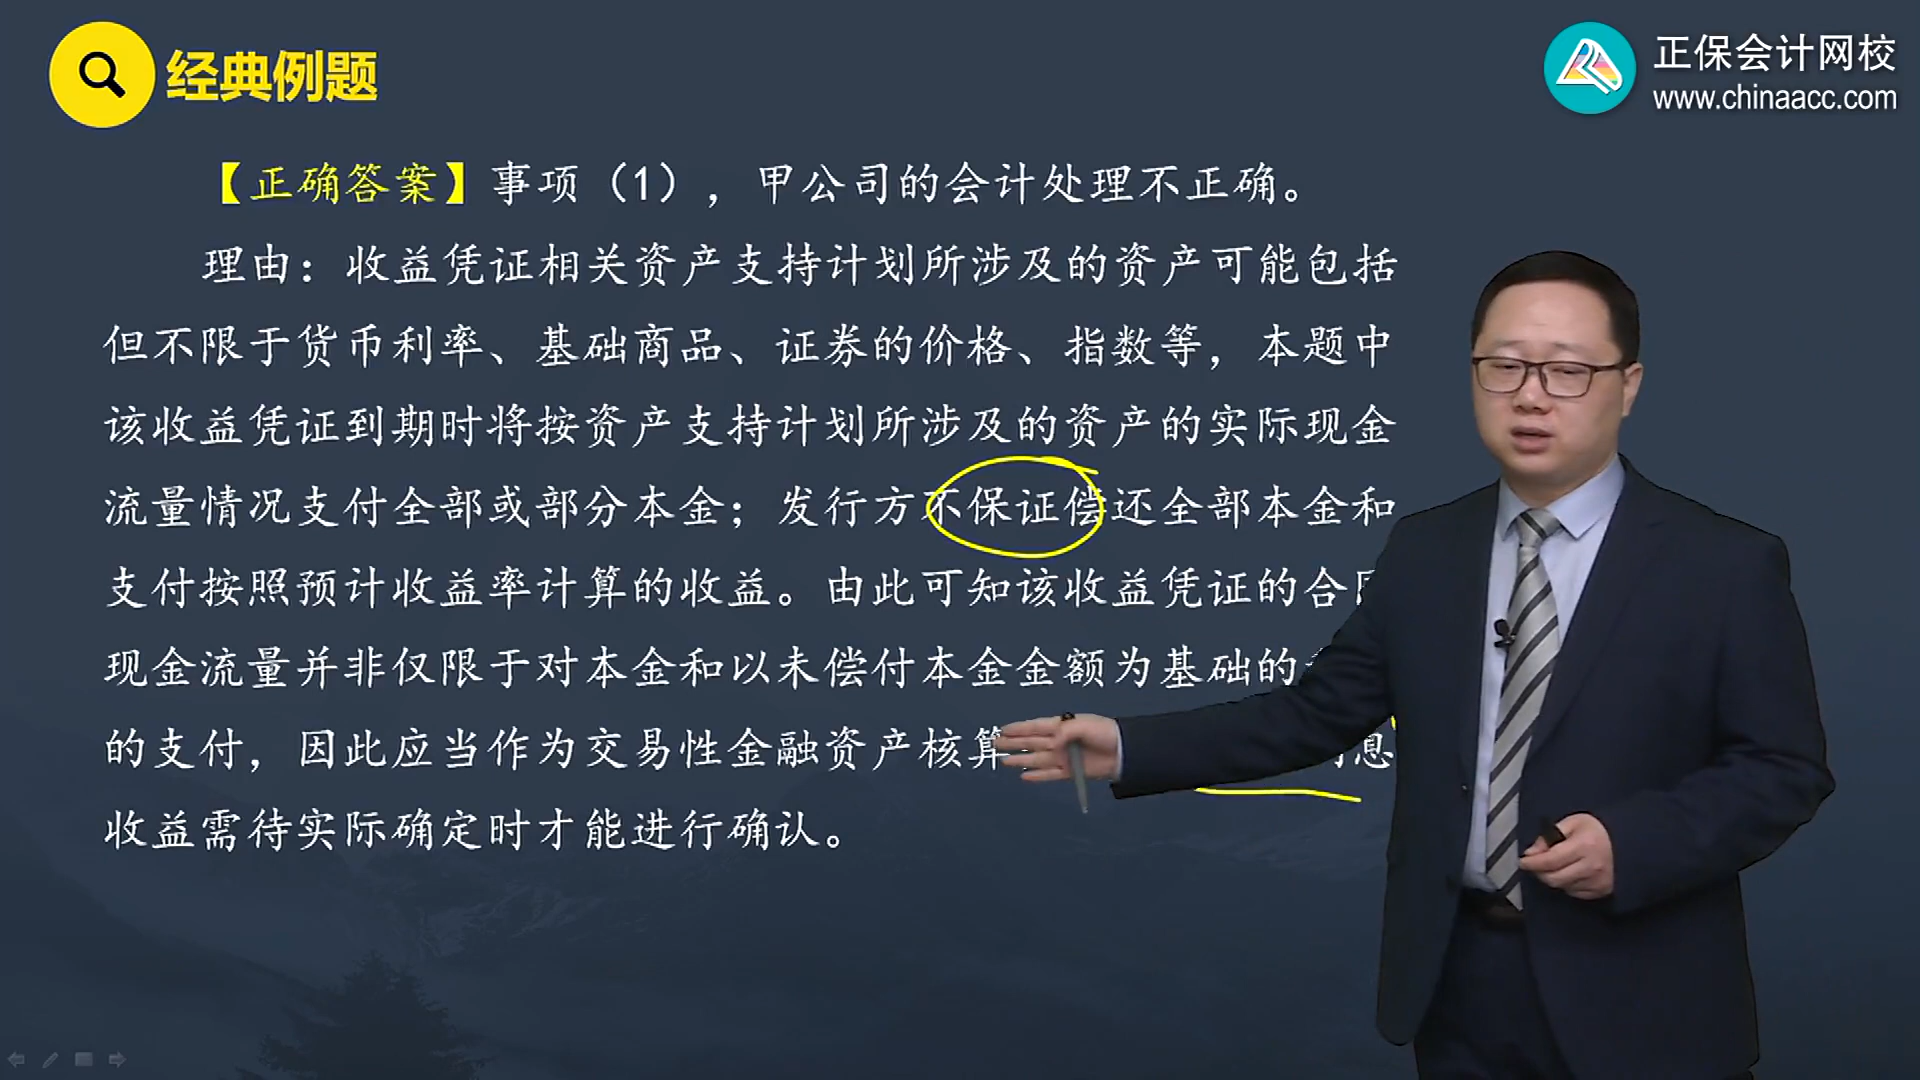 经典例题
正保会计网校
www.chinaacc.com
【正确答案】事项（1），甲公司的会计处理不正确。
理由：收益凭证相关资产支持计划所涉及的资产可能包括
但不限于货币利率、基础商品、证券的价格、指数等，本题中
该收益凭证到期时将按资产支持计划所涉及的资产的实际现金
流量情况支付全部或部分本金；发行方不保证偿还全部本金和
支付按照预计收益率计算的收益。由此可知该收益凭证的合
现金流量并非仅限于对本金和以未偿付本金金额为基础的
的支付，因此应当作为交易性金融资产核算 息
收益需待实际确定时才能进行确认。